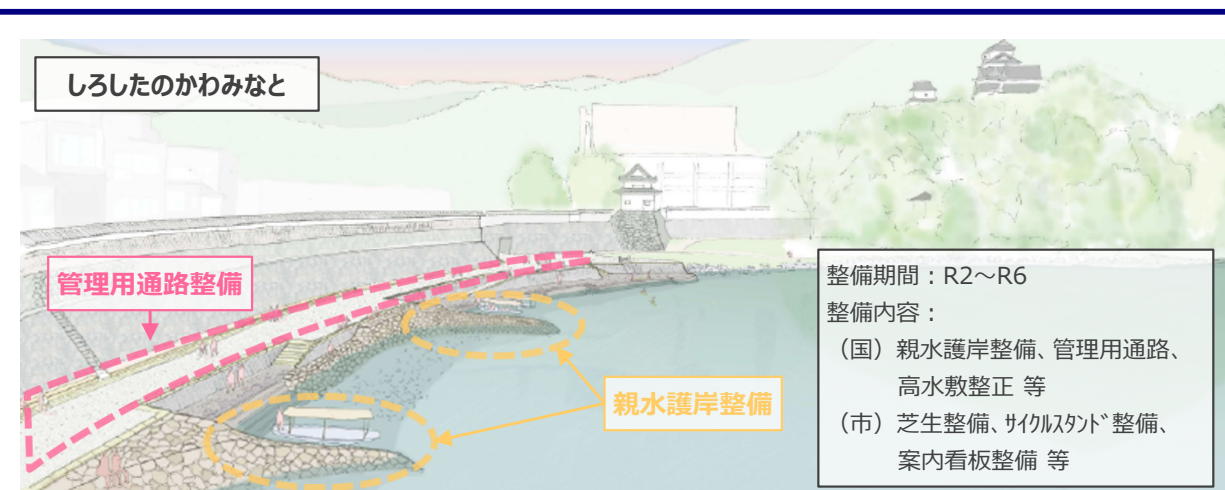 しろしたのかわみなと
管理用通路整備
親水護岸整備
整備期間：R2～R6
整備内容：
（国）親水護岸整備、管理用通路、
高水敷整正 等
（市）芝生整備、ｻｲｸﾙｽﾀﾝﾄﾞ整備、
案内看板整備 等